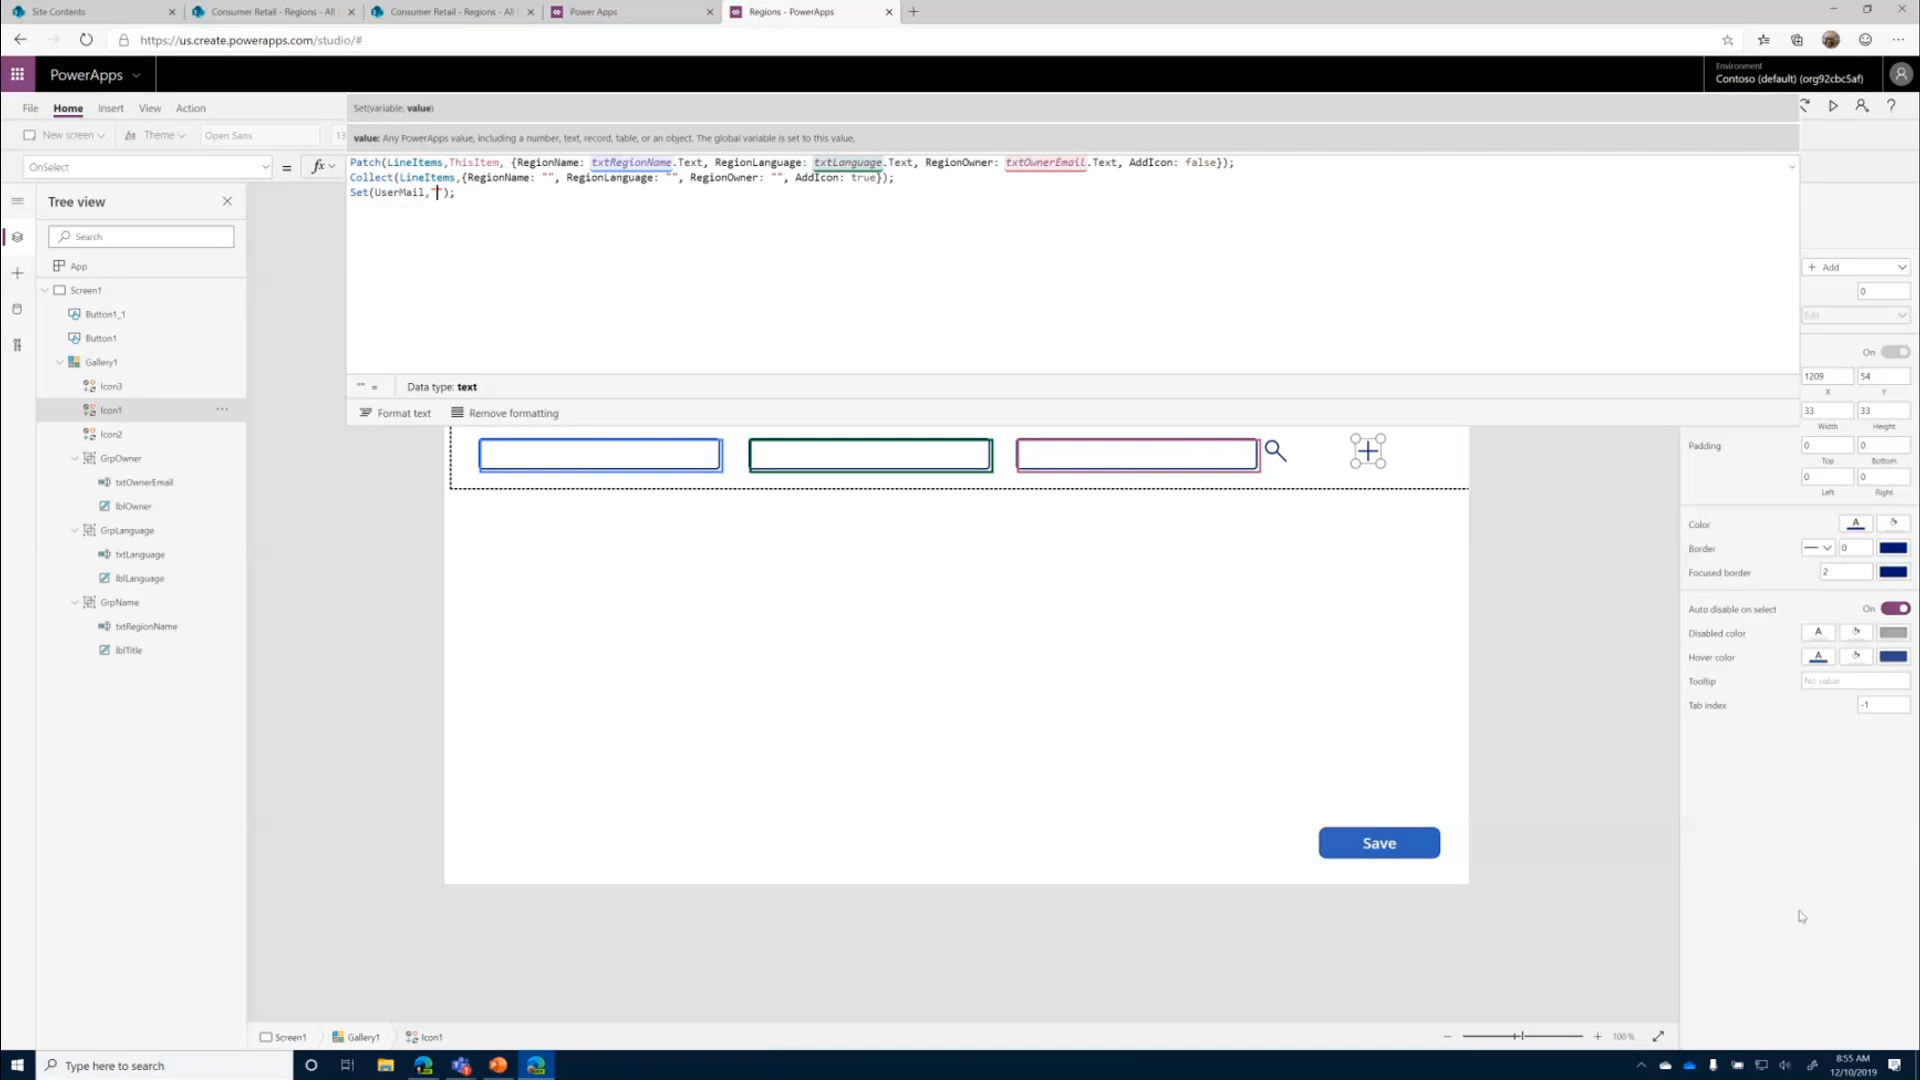 Site Contents
Consumer Retail - Regions - All
Consumer Retail - Regions - All
Power Apps
Regions - PowerApps
https://us.create.powerapps.com/studio/#
PowerApps
Environment
Contoso (default) (org92cbc5af)
File Home Insert View Action
Set(variable, value)
New screen
Theme
Open Sans
13
value: Any PowerApps value, including a number, text, record, table, or an object. The global variable is set to this value.
OnSelect
= fx
Patch(LineItems,ThisItem, {RegionName: txtRegionName.Text, RegionLanguage: txtLanguage.Text, RegionOwner: txtOwnerEmail.Text, AddIcon: false});
Collect(LineItems,{RegionName: "", RegionLanguage: "", RegionOwner: "", AddIcon: true});
Set(UserMail,"");
Tree view
Search
App
Screen1
Button1_1
Button1
Gallery1
Icon3
Icon1
Icon2
GrpOwner
txtOwnerEmail
lblOwner
GrpLanguage
txtLanguage
lblLanguage
GrpName
txtRegionName
lblTitle
"" =
Data type: text
Format text
Remove formatting
Save
Add
0
Edit
On
1209 54
X Y
33 33
Width Height
Padding
0 0
Top Bottom
0 0
Left Right
Color
Border
0
Focused border
2
Auto disable on select
On
Disabled color
Hover color
Tooltip
No value
Tab index
-1
Screen1
Gallery1
Icon1
100 %
Type here to search
8:55 AM
12/10/2019